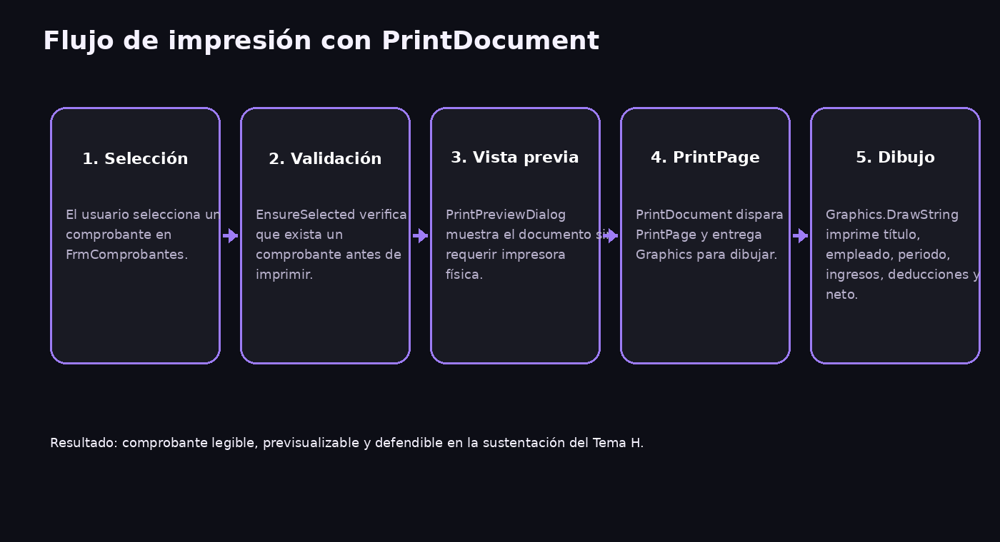 Flujo de impresión con PrintDocument
1. Selección
El usuario selecciona un
comprobante en
FrmComprobantes.
2. Validación
EnsureSelected verifica
que exista un
comprobante antes de
imprimir.
3. Vista previa
PrintPreviewDialog
muestra el documento sin
requerir impresora
física.
4. PrintPage
PrintDocument dispara
PrintPage y entrega
Graphics para dibujar.
5. Dibujo
Graphics.DrawString
imprime título,
empleado, periodo,
ingresos, deducciones y
neto.
Resultado: comprobante legible, previsualizable y defendible en la sustentación del Tema H.